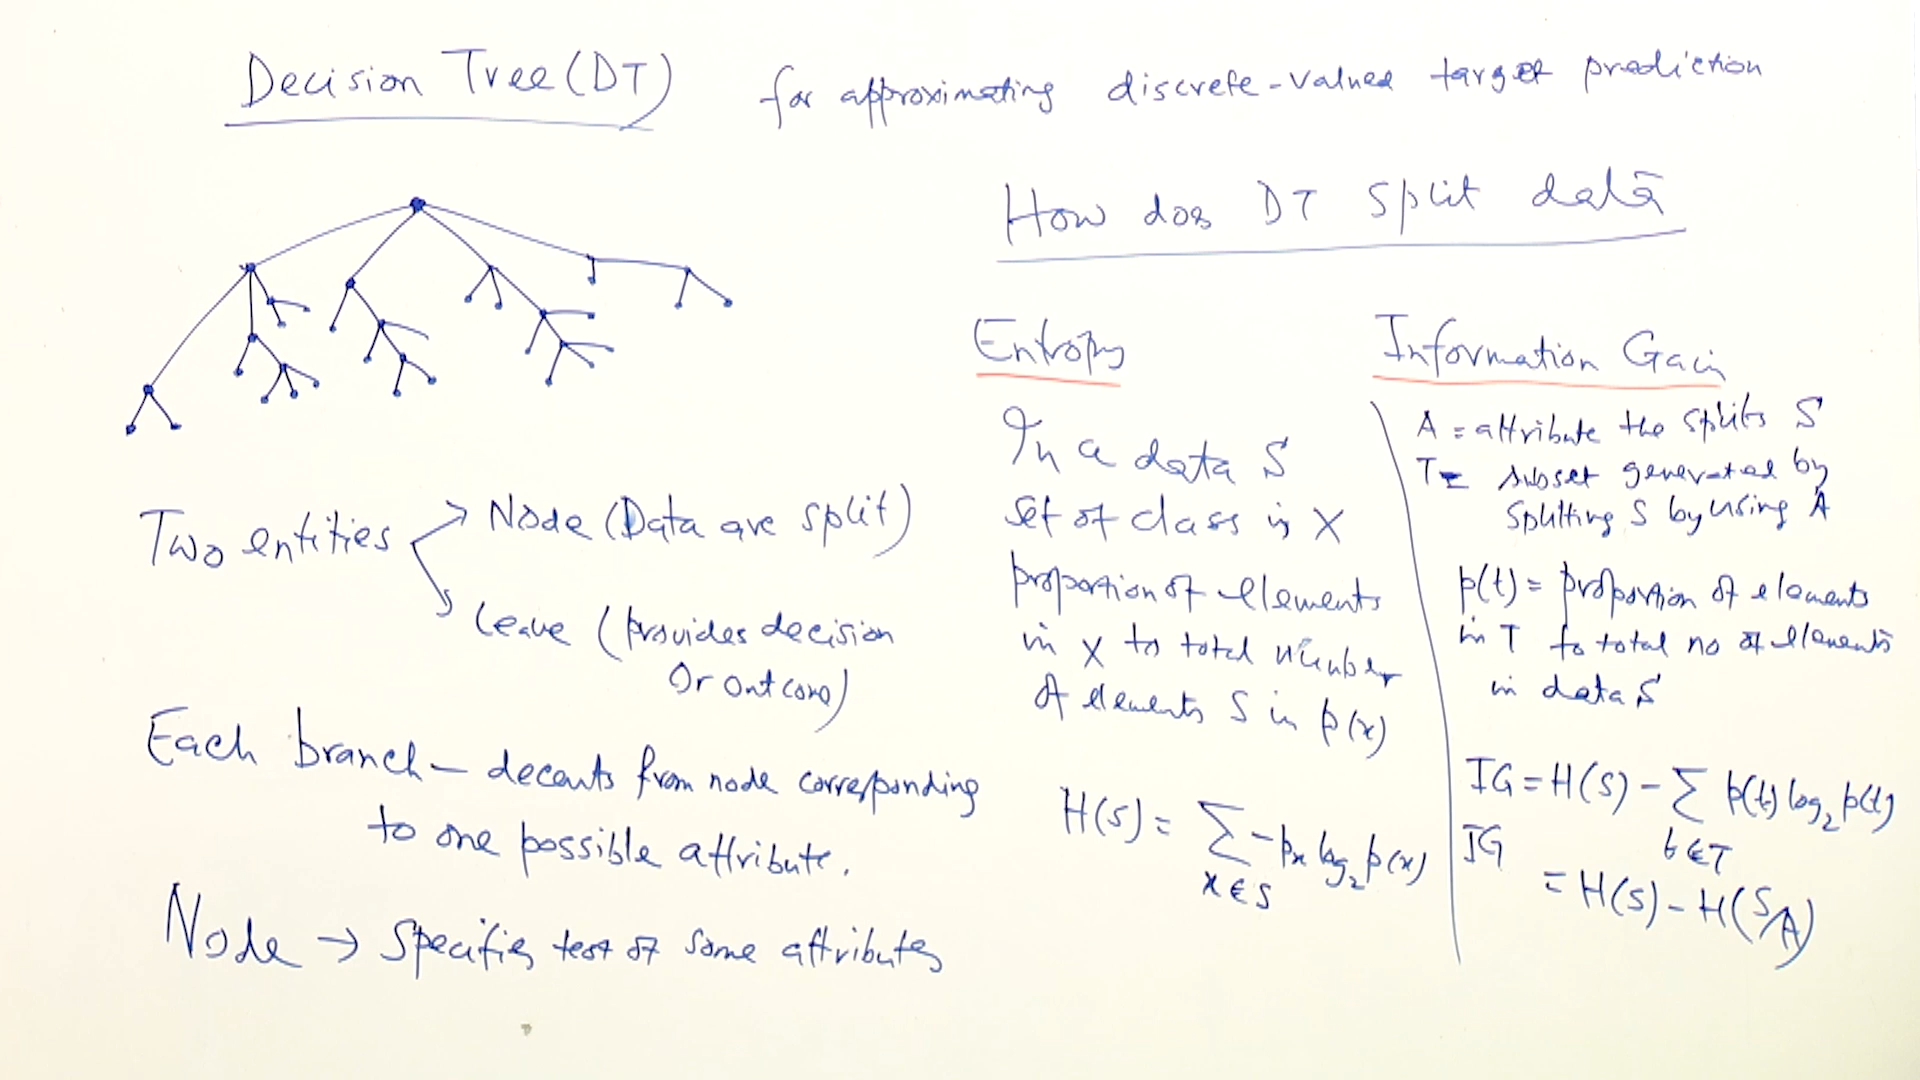 Decision Tree (DT) for approximating discrete-valued target prediction
How does DT split data
Two entities → Node (Data are split)
→ Leave (provides decision
Or outcome)
Each branch — decents from node corresponding
to one possible attribute.
Node → Specifies test of some attributes
Entropy
In a data S
Set of class is X
proportion of elements
in X to total number
of elements S in p(x)
H(S) = ∑ -pₓ log₂ p(x)
x ∈ S
Information Gain
A = attribute the splits S
T = subset generated by
splitting S by using A
p(t) = proportion of elements
in T to total no of elements
in data S
IG = H(S) - ∑ p(t) log₂ p(t)
t ∈ T
IG
= H(S) - H(S/A)